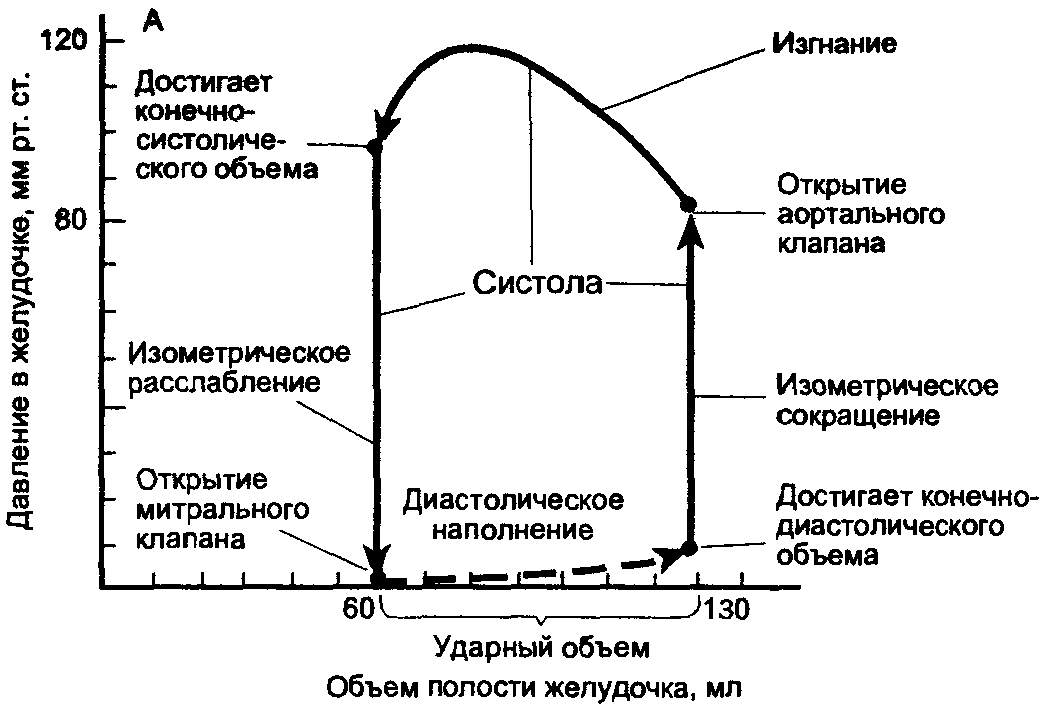 А
120
80
Давление в желудочке, мм рт. ст.
Достигает
конечно-
систоличе-
ского объема
Изгнание
Открытие
аортального
клапана
Систола
Изометрическое
расслабление
Изометрическое
сокращение
Открытие
митрального
клапана
Диастолическое
наполнение
Достигает конечно-
диастолического
объема
60
130
Ударный объем
Объем полости желудочка, мл